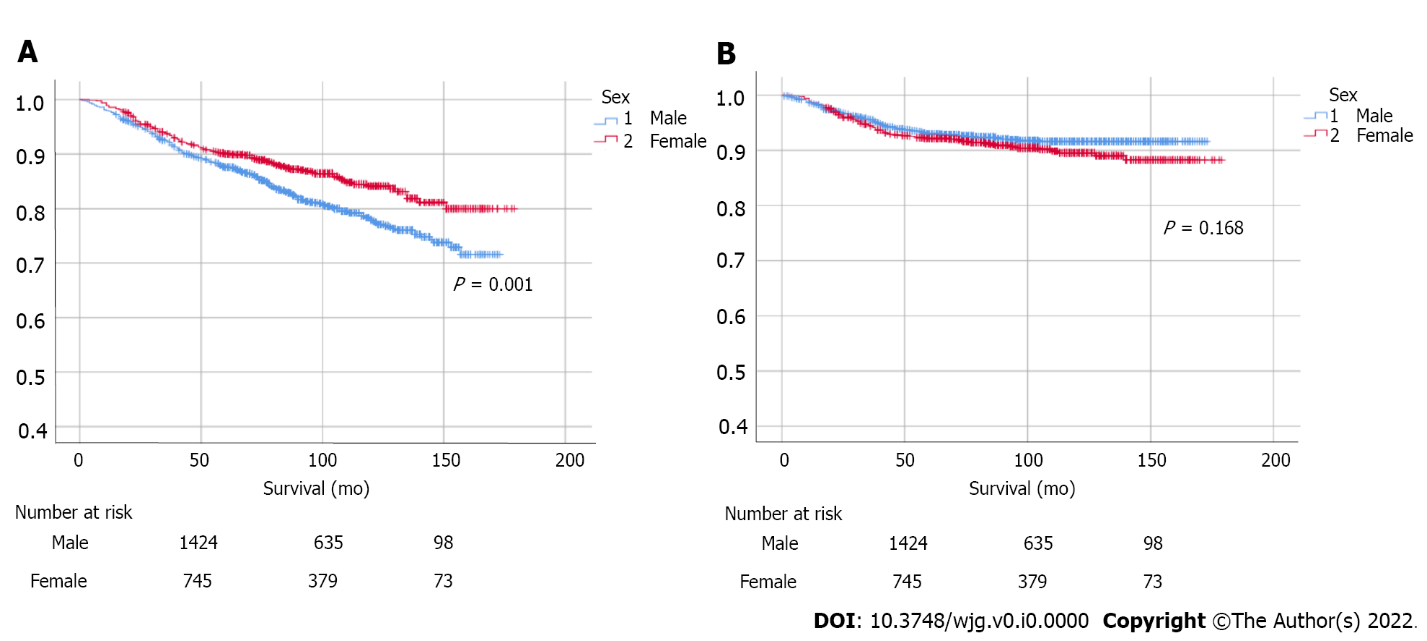 A
1.0
0.9
0.8
0.7
0.6
0.5
0.4
0 50 100 150 200
Survival (mo)
Sex
1 Male
2 Female
P = 0.001
Number at risk
Male 1424 635 98
Female 745 379 73
B
1.0
0.9
0.8
0.7
0.6
0.5
0.4
0 50 100 150 200
Survival (mo)
Sex
1 Male
2 Female
P = 0.168
Number at risk
Male 1424 635 98
Female 745 379 73
DOI: 10.3748/wjg.v0.i0.0000 Copyright ©The Author(s) 2022.